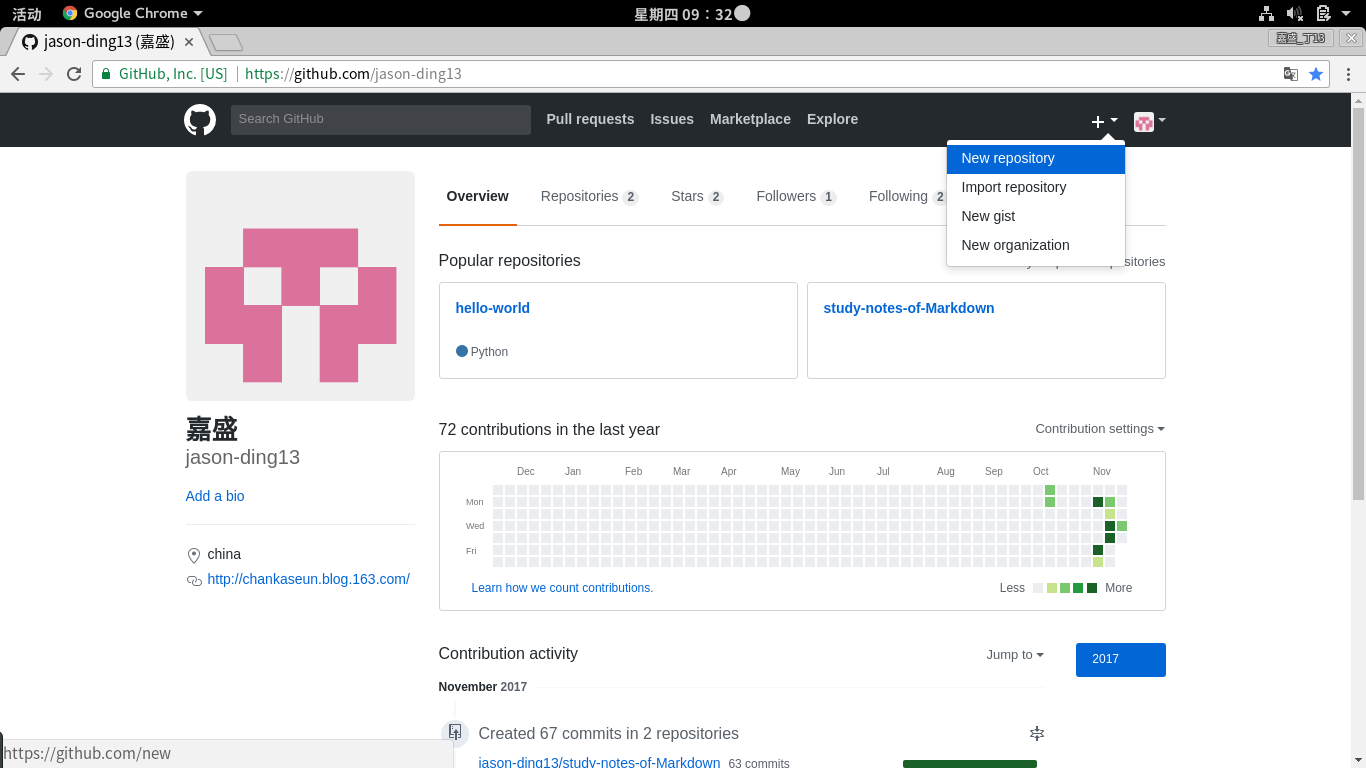 活动 Google Chrome 星期四 09：32
jason-ding13 (嘉盛) 嘉盛_丁13
GitHub, Inc. [US] https://github.com/jason-ding13
Search GitHub Pull requests Issues Marketplace Explore
New repository
Import repository
New gist
New organization
Overview Repositories 2 Stars 2 Followers 1 Following 2
Popular repositories
hello-world
Python
study-notes-of-Markdown
嘉盛
jason-ding13
Add a bio
china
http://chankaseun.blog.163.com/
72 contributions in the last year Contribution settings
Dec Jan Feb Mar Apr May Jun Jul Aug Sep Oct Nov
Mon
Wed
Fri
Learn how we count contributions. Less More
Contribution activity Jump to 2017
November 2017
Created 67 commits in 2 repositories
jason-ding13/study-notes-of-Markdown 63 commits
https://github.com/new